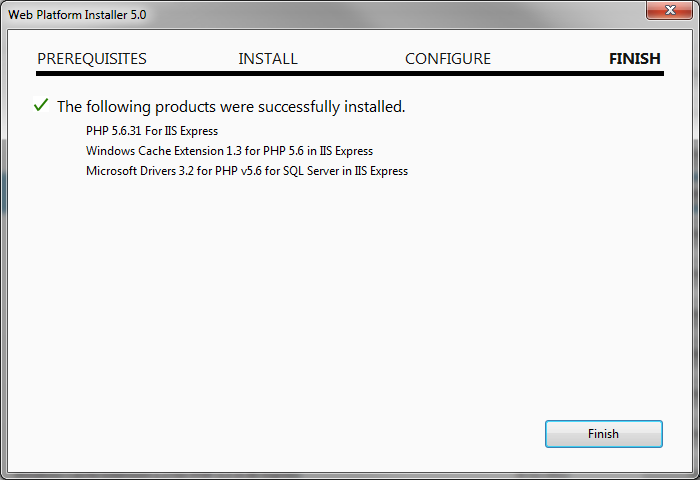 Web Platform Installer 5.0
PREREQUISITES INSTALL CONFIGURE FINISH
The following products were successfully installed.
PHP 5.6.31 For IIS Express
Windows Cache Extension 1.3 for PHP 5.6 in IIS Express
Microsoft Drivers 3.2 for PHP v5.6 for SQL Server in IIS Express
Finish